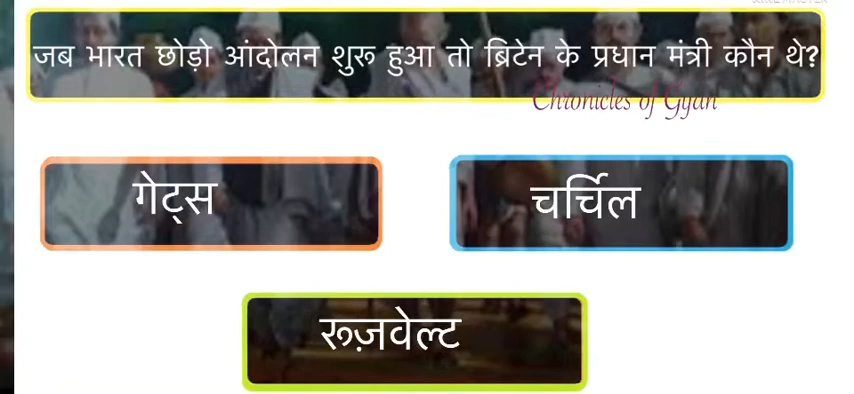 जब भारत छोड़ो आंदोलन शुरू हुआ तो ब्रिटेन के प्रधान मंत्री कौन थे?
Chronicles of Gyan
गेट्स
चर्चिल
रूज़वेल्ट